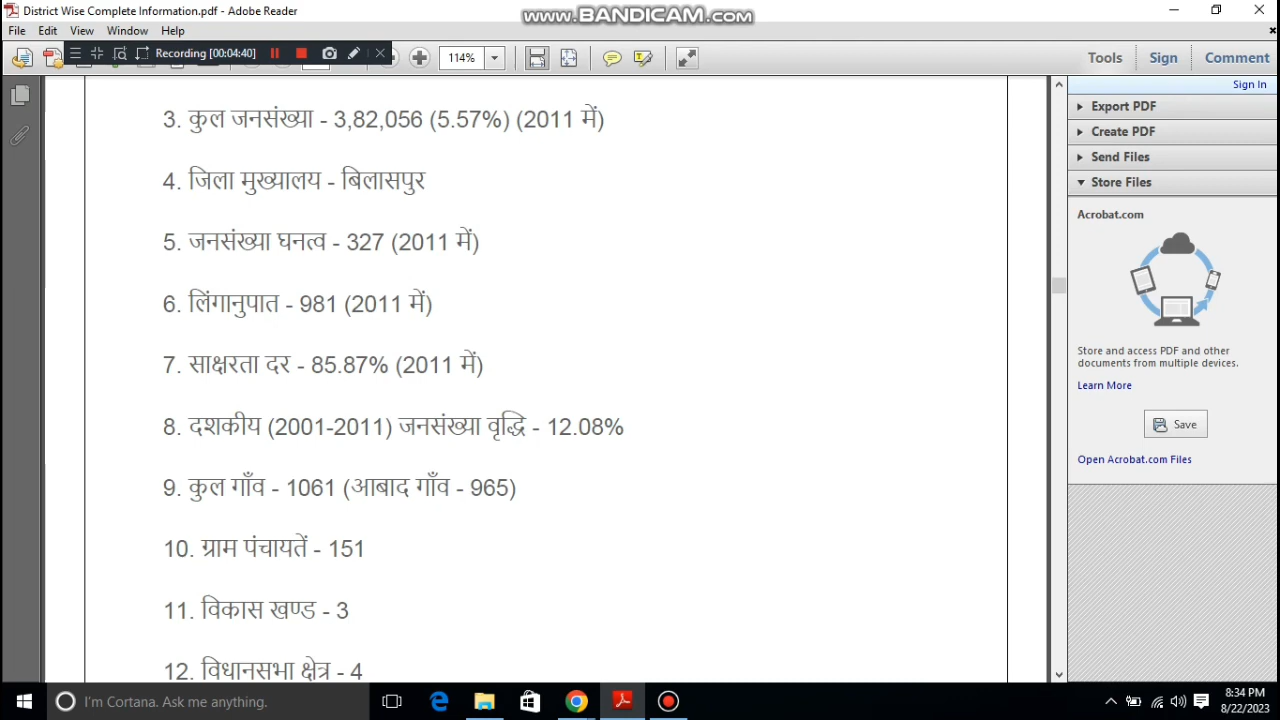 District Wise Complete Information.pdf - Adobe Reader
www.BANDICAM.com
File Edit View Window Help
Recording [00:04:40]
114%
Tools Sign Comment
Sign In
Export PDF
Create PDF
Send Files
Store Files
Acrobat.com
Store and access PDF and other
documents from multiple devices.
Learn More
Save
Open Acrobat.com Files
3. कुल जनसंख्या - 3,82,056 (5.57%) (2011 में)
4. जिला मुख्यालय - बिलासपुर
5. जनसंख्या घनत्व - 327 (2011 में)
6. लिंगानुपात - 981 (2011 में)
7. साक्षरता दर - 85.87% (2011 में)
8. दशकीय (2001-2011) जनसंख्या वृद्धि - 12.08%
9. कुल गाँव - 1061 (आबाद गाँव - 965)
10. ग्राम पंचायतें - 151
11. विकास खण्ड - 3
12. विधानसभा क्षेत्र - 4
I'm Cortana. Ask me anything.
8:34 PM
8/22/2023